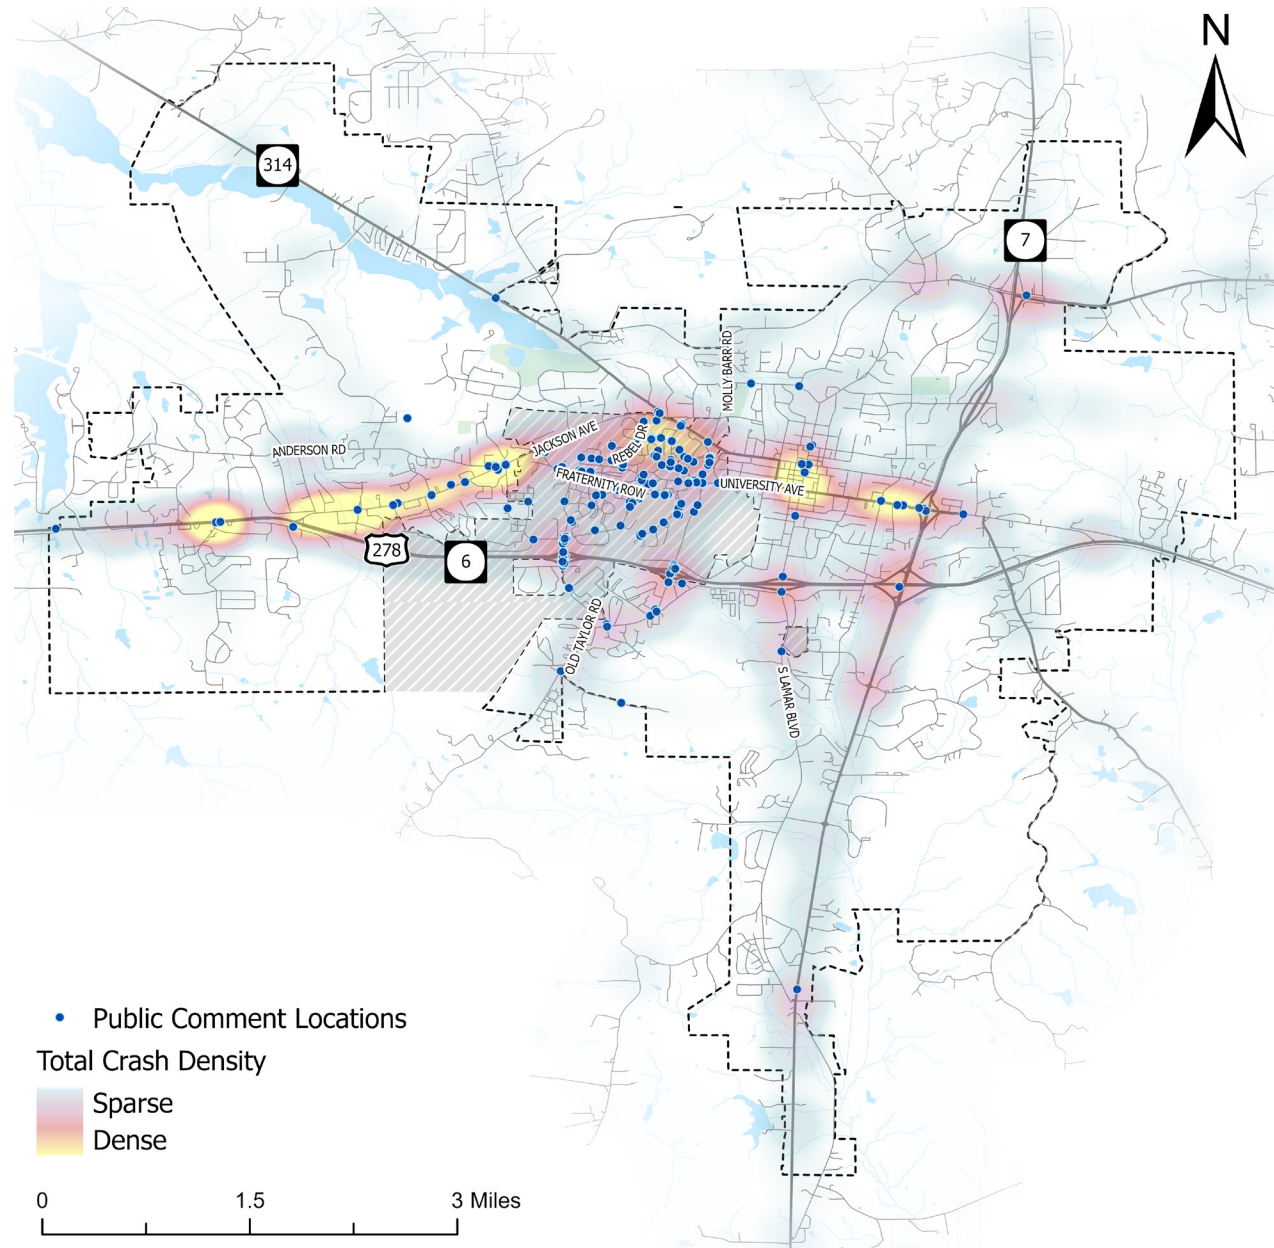 N
314
7
MOLLY BARR RD
JACKSON AVE
REBEL DR
ANDERSON RD
FRATERNITY ROW
UNIVERSITY AVE
278
6
OLD TAYLOR RD
S LAMAR BLVD
Public Comment Locations
Total Crash Density
Sparse
Dense
0 1.5 3 Miles